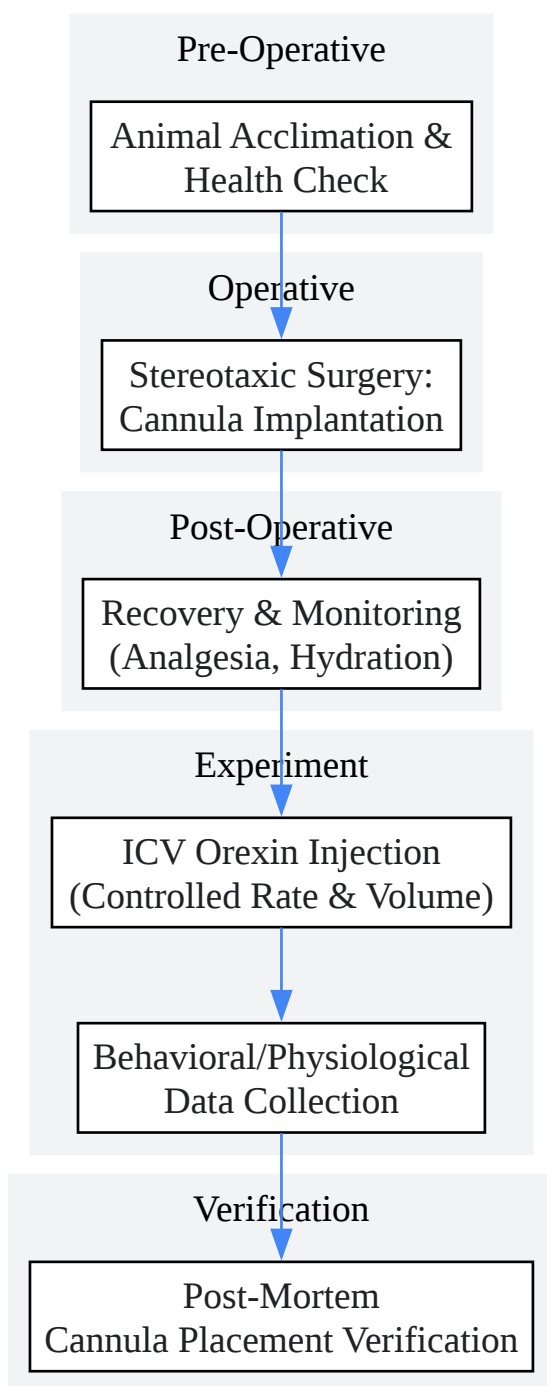 Pre-Operative
Animal Acclimation &
Health Check
Operative
Stereotaxic Surgery:
Cannula Implantation
Post-Operative
Recovery & Monitoring
(Analgesia, Hydration)
Experiment
ICV Orexin Injection
(Controlled Rate & Volume)
Behavioral/Physiological
Data Collection
Verification
Post-Mortem
Cannula Placement Verification